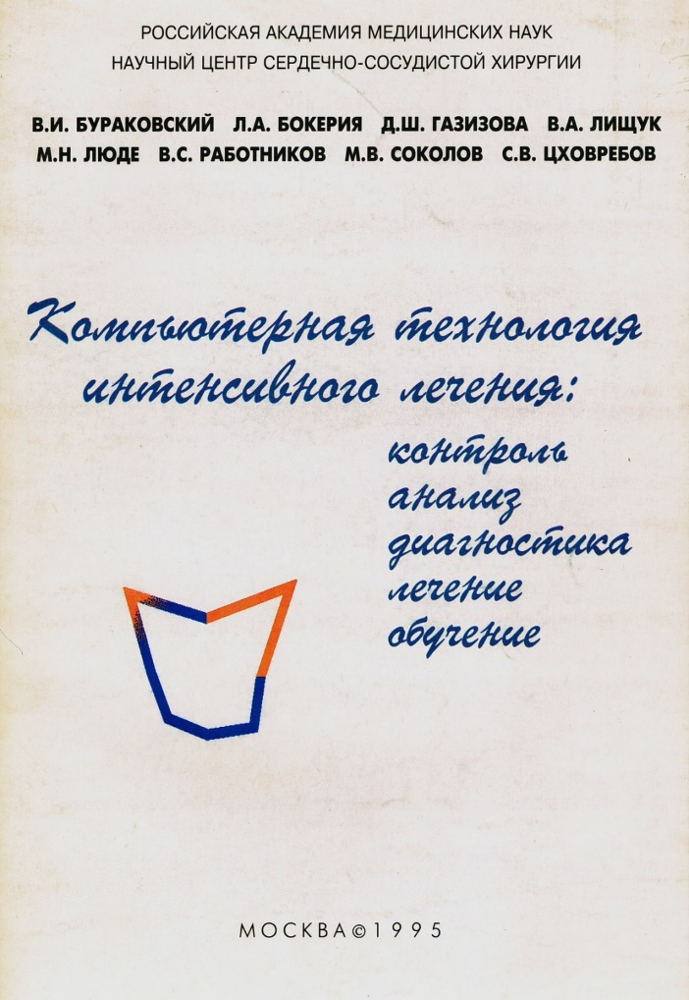 РОССИЙСКАЯ АКАДЕМИЯ МЕДИЦИНСКИХ НАУК
НАУЧНЫЙ ЦЕНТР СЕРДЕЧНО-СОСУДИСТОЙ ХИРУРГИИ
В.И. БУРАКОВСКИЙ Л.А. БОКЕРИЯ Д.Ш. ГАЗИЗОВА В.А. ЛИЩУК
М.Н. ЛЮДЕ В.С. РАБОТНИКОВ М.В. СОКОЛОВ С.В. ЦХОВРЕБОВ
Компьютерная технология
интенсивного лечения:
контроль
анализ
диагностика
лечение
обучение
МОСКВА © 1995